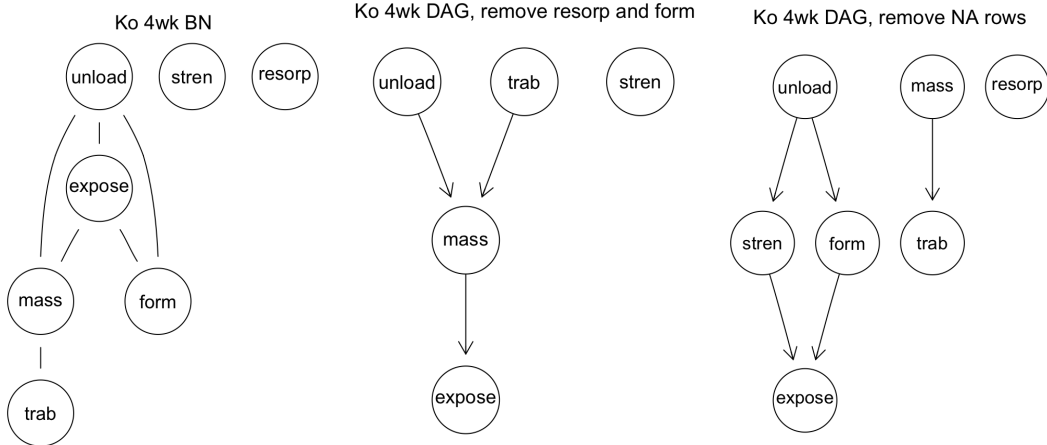 Ko 4wk BN
unload
stren
resorp
expose
mass
form
trab
Ko 4wk DAG, remove resorp and form
unload
trab
stren
mass
expose
Ko 4wk DAG, remove NA rows
unload
mass
resorp
stren
form
trab
expose